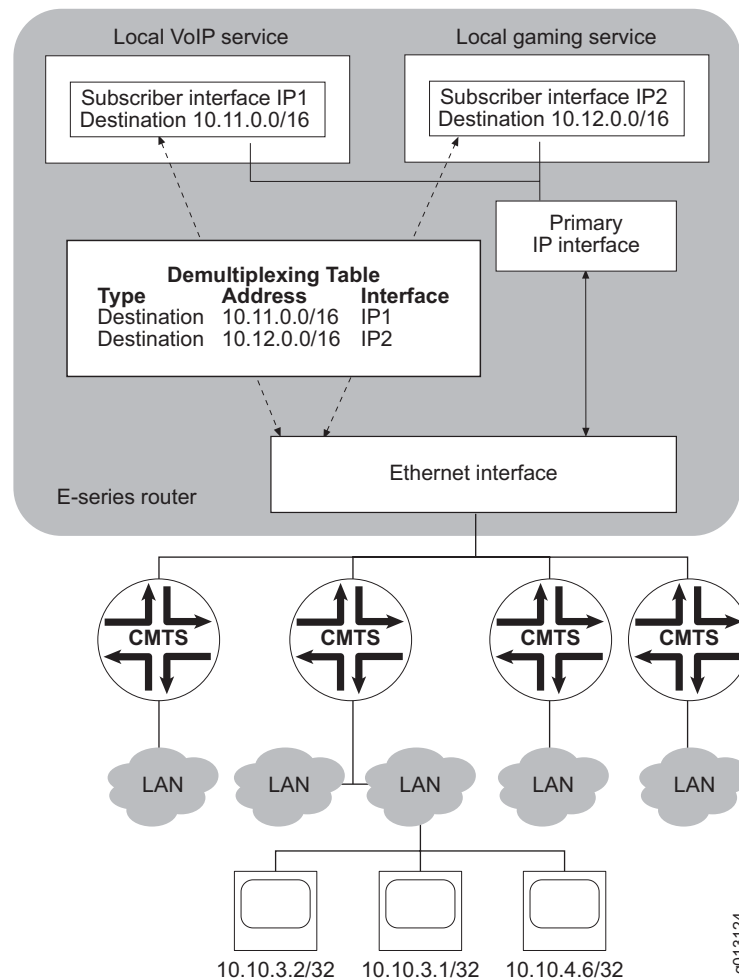 Local VoIP service
Local gaming service
Subscriber interface IP1
Destination 10.11.0.0/16
Subscriber interface IP2
Destination 10.12.0.0/16
Primary
IP interface
Demultiplexing Table
Type Address Interface
Destination 10.11.0.0/16 IP1
Destination 10.12.0.0/16 IP2
Ethernet interface
E-series router
CMTS CMTS CMTS CMTS
LAN LAN LAN LAN LAN
10.10.3.2/32 10.10.3.1/32 10.10.4.6/32
g013124